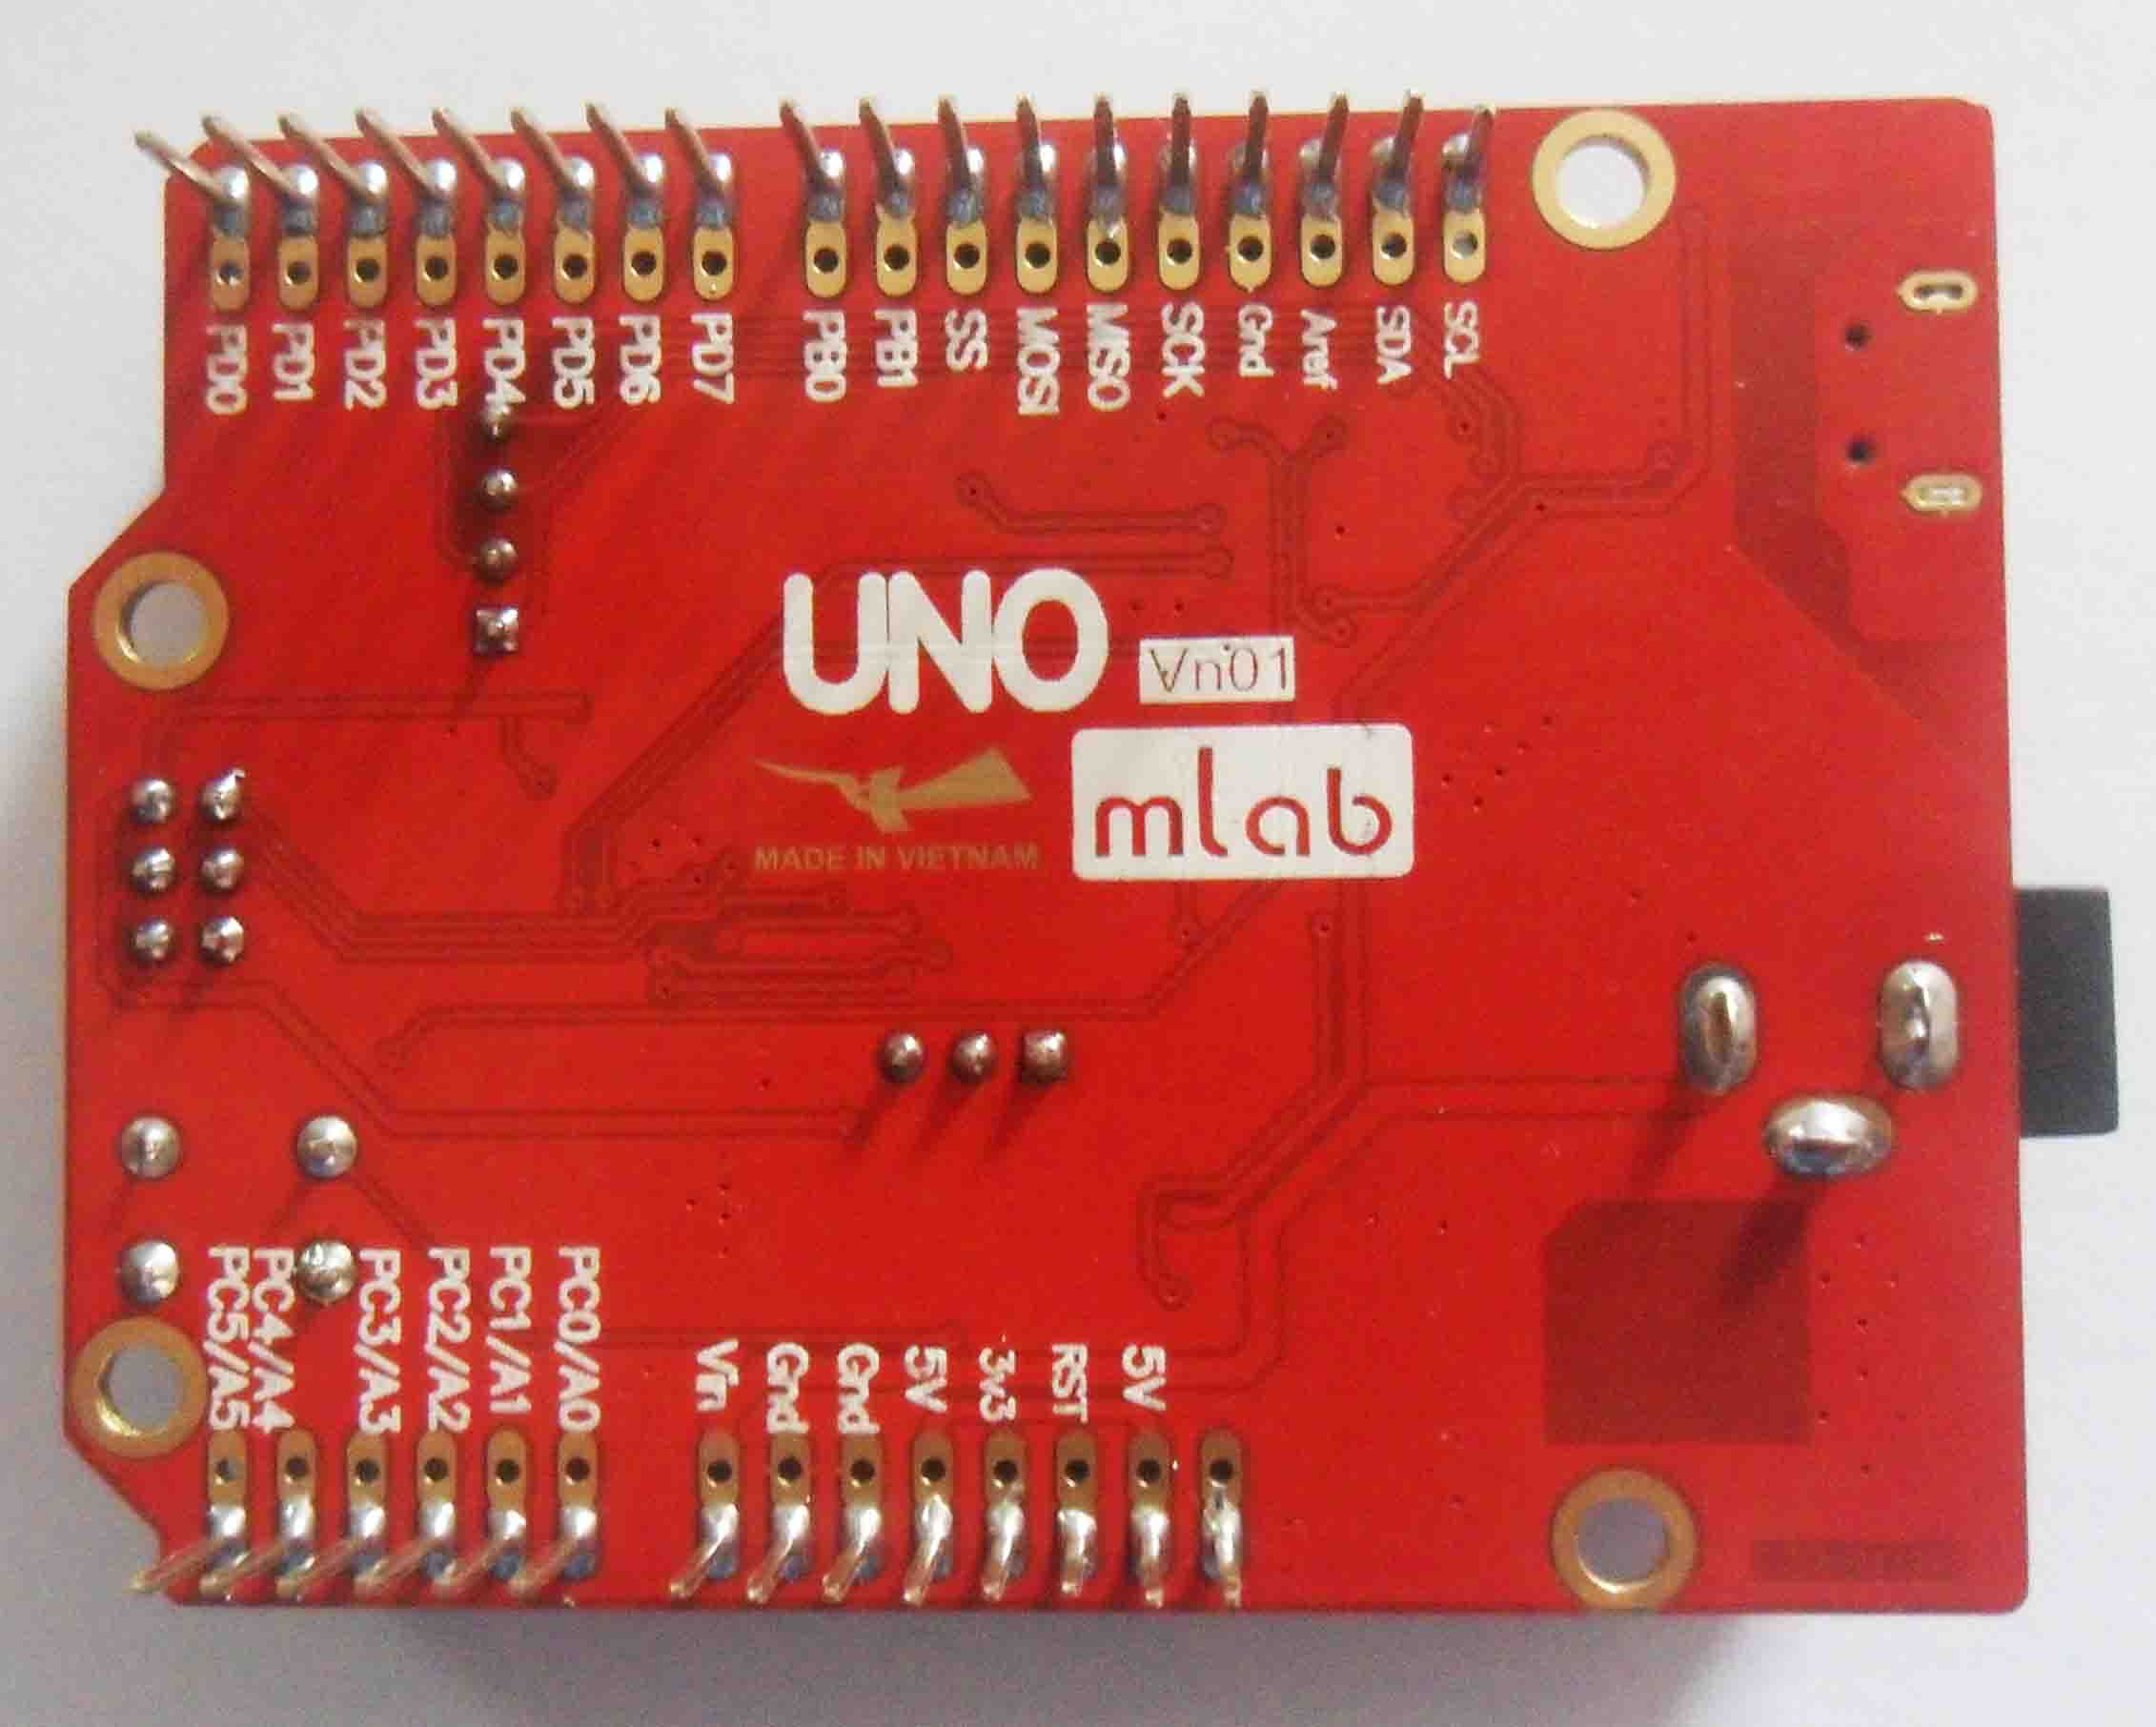 PD0
PD1
PD2
PD3
PD4
PD5
PD6
PD7
PB0
PB1
SS
MOSI
MISO
SCK
Gnd
Aref
SDA
SCL
UNO
Vn01
mlab
MADE IN VIETNAM
PC5/A5
PC4/A4
PC3/A3
PC2/A2
PC1/A1
PC0/A0
Vin
Gnd
Gnd
5V
3v3
RST
5V